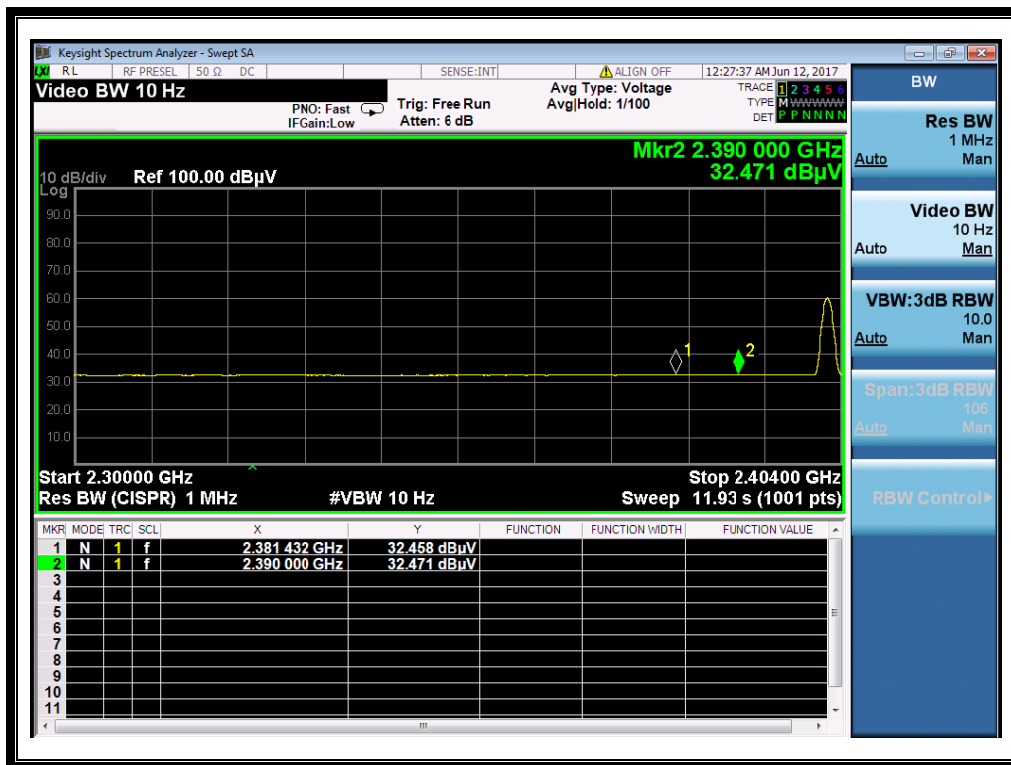 Keysight Spectrum Analyzer - Swept SA
LXI RL RF PRESEL 50 Ω DC SENSE:INT ALIGN OFF 12:27:37 AM Jun 12, 2017
Video BW 10 Hz
PNO: Fast
IFGain:Low
Trig: Free Run
Atten: 6 dB
Avg Type: Voltage
Avg|Hold: 1/100
TRACE 1 2 3 4 5 6
TYPE M WWWWW
DET P P N N N N
Mkr2 2.390 000 GHz
32.471 dBµV
10 dB/div Ref 100.00 dBµV
Log
90.0
80.0
70.0
60.0
50.0
40.0
30.0
20.0
10.0
1
2
Start 2.30000 GHz Stop 2.40400 GHz
Res BW (CISPR) 1 MHz #VBW 10 Hz Sweep 11.93 s (1001 pts)
MKR MODE TRC SCL X Y FUNCTION FUNCTION WIDTH FUNCTION VALUE
1 N 1 f 2.381 432 GHz 32.458 dBµV
2 N 1 f 2.390 000 GHz 32.471 dBµV
3
4
5
6
7
8
9
10
11
BW
Res BW
1 MHz
Auto Man
Video BW
10 Hz
Auto Man
VBW:3dB RBW
10.0
Auto Man
Span:3dB RBW
106
Auto Man
RBW Control